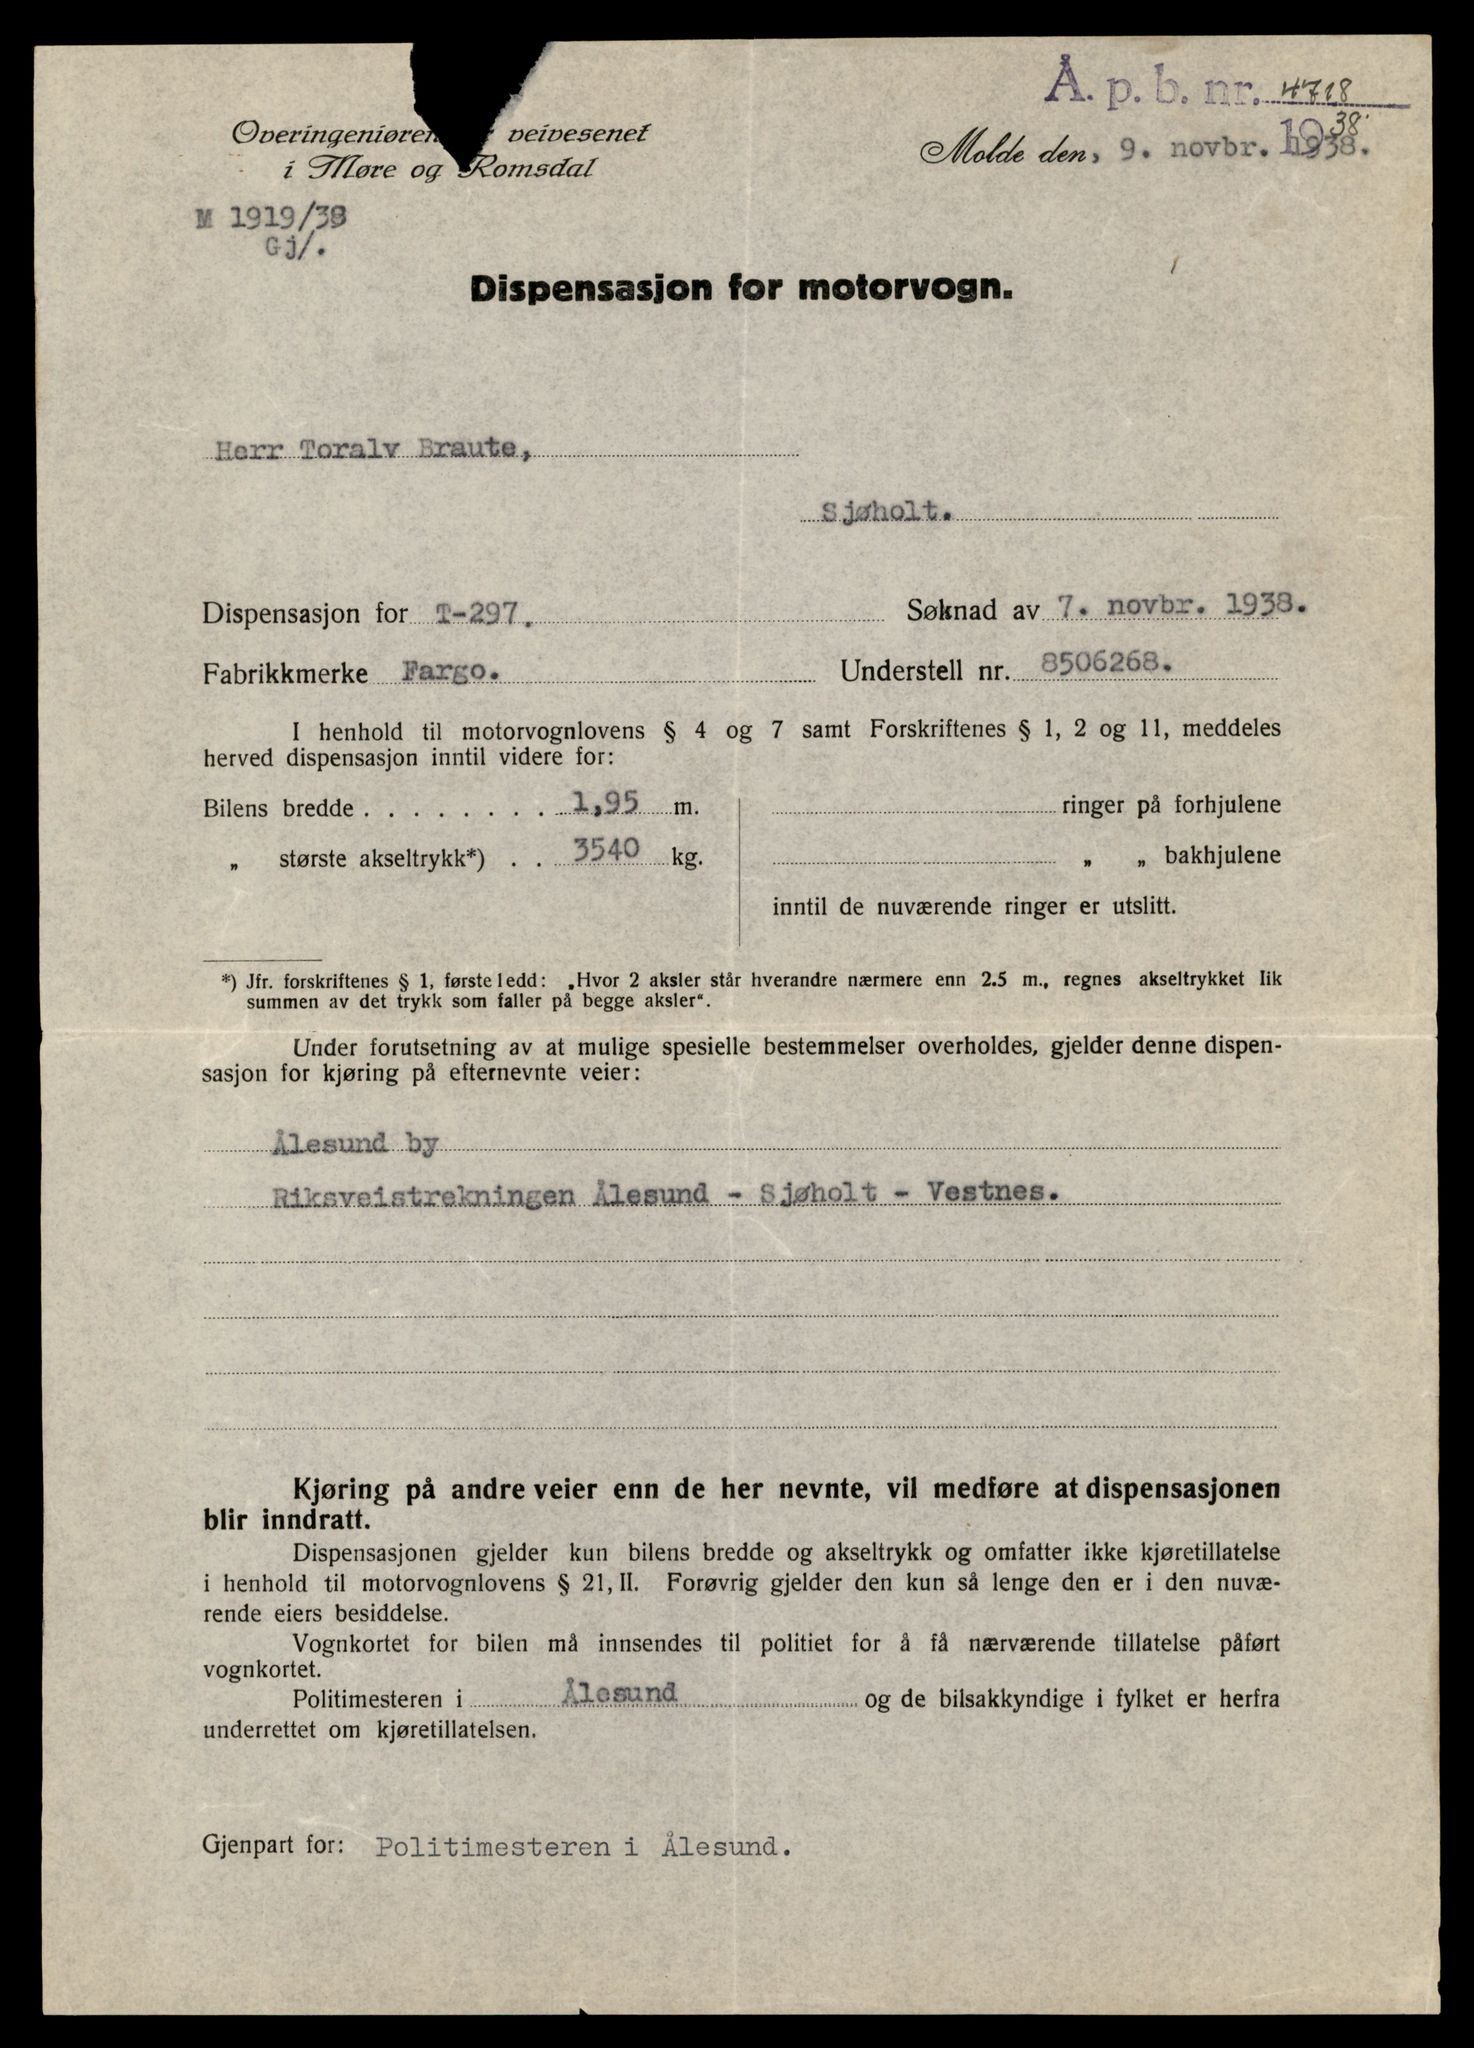 Å. p. b. nr. 4718
1938.
Overingeniøren veivesenet
i Møre og Romsdal
Molde den, 9. novbr. 1938.
M 1919/38
Gj/.
Dispensasjon for motorvogn.
Herr Toralv Braute,
Sjøholt.
Dispensasjon for T-297. Søknad av 7. novbr. 1938.
Fabrikkmerke Fargo. Understell nr. 8506268.
I henhold til motorvognlovens § 4 og 7 samt Forskriftenes § 1, 2 og 11, meddeles
herved dispensasjon inntil videre for:
Bilens bredde . . . . . . . . 1,95 m.
„ største akseltrykk*) . . 3540 kg.
ringer på forhjulene
„ „ bakhjulene
inntil de nuværende ringer er utslitt.
*) Jfr. forskriftenes § 1, første ledd: „Hvor 2 aksler står hverandre nærmere enn 2.5 m., regnes akseltrykket lik
summen av det trykk som faller på begge aksler“.
Under forutsetning av at mulige spesielle bestemmelser overholdes, gjelder denne dispen-
sasjon for kjøring på efternevnte veier:
Ålesund by
Riksveistrekningen Ålesund - Sjøholt - Vestnes.
Kjøring på andre veier enn de her nevnte, vil medføre at dispensasjonen
blir inndratt.
Dispensasjonen gjelder kun bilens bredde og akseltrykk og omfatter ikke kjøretillatelse
i henhold til motorvognlovens § 21, II. Forøvrig gjelder den kun så lenge den er i den nuvæ-
rende eiers besiddelse.
Vognkortet for bilen må innsendes til politiet for å få nærværende tillatelse påført
vognkortet.
Politimesteren i Ålesund og de bilsakkyndige i fylket er herfra
underrettet om kjøretillatelsen.
Gjenpart for: Politimesteren i Ålesund.